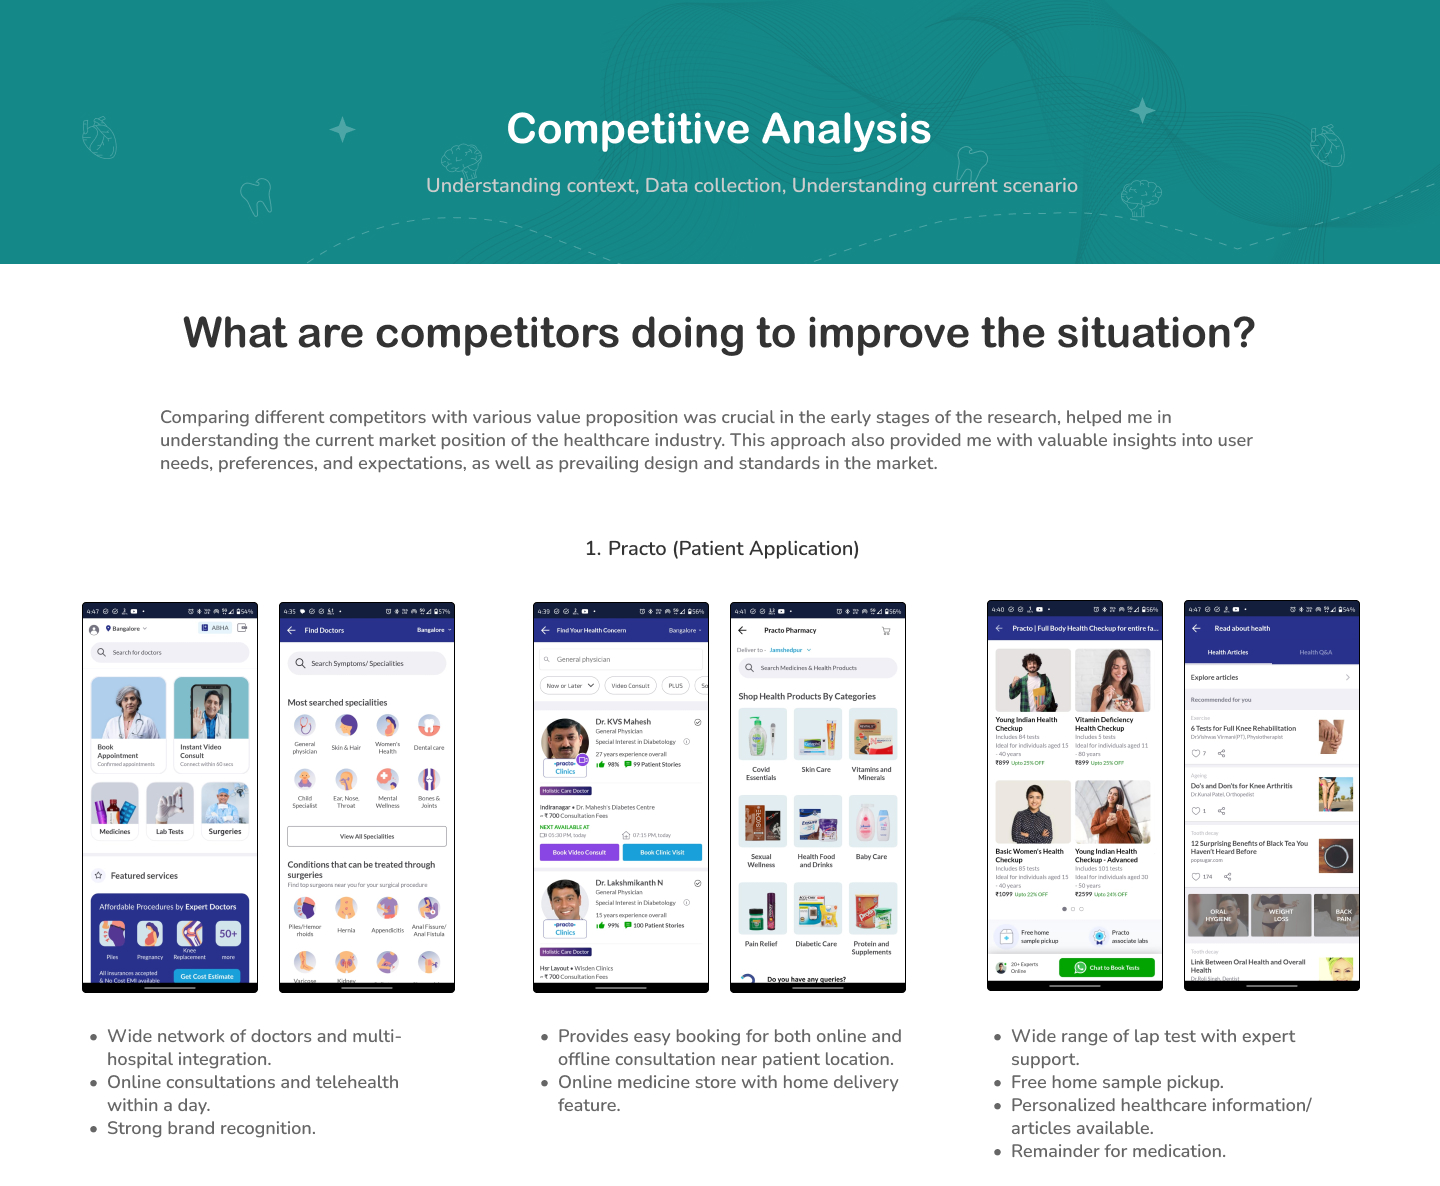 Competitive Analysis
Understanding context, Data collection, Understanding current scenario
What are competitors doing to improve the situation?
Comparing different competitors with various value proposition was crucial in the early stages of the research, helped me in
understanding the current market position of the healthcare industry. This approach also provided me with valuable insights into user
needs, preferences, and expectations, as well as prevailing design and standards in the market.
1. Practo (Patient Application)
4:47
54%
Bangalore
ABHA
Search for doctors
Book
Appointment
Confirmed appointments
Instant Video
Consult
Connect within 60 secs
Medicines
Lab Tests
Surgeries
Featured services
Affordable Procedures by Expert Doctors
50+
Piles
Pregnancy
Knee
Replacement
more
All insurances accepted
& No Cost EMI available
Get Cost Estimate
4:35
57%
Find Doctors
Bangalore
Search Symptoms/ Specialities
Most searched specialities
General
physician
Skin & Hair
Women's
Health
Dental care
Child
Specialist
Ear, Nose,
Throat
Mental
Wellness
Bones &
Joints
View All Specialities
Conditions that can be treated through
surgeries
Find top surgeons near you for your surgical procedure
Piles/Hemor
rhoids
Hernia
Appendicitis
Anal Fissure/
Anal Fistula
Varicose
Kidney
4:39
56%
Find Your Health Concern
Bangalore
General physician
Now or Later
Video Consult
PLUS
So
Dr. KVS Mahesh
General Physician
Special Interest in Diabetology
27 years experience overall
98%
99 Patient Stories
•practo•
Clinics
Holistic Care Doctor
Indiranagar • Dr. Mahesh's Diabetes Centre
~ ₹ 700 Consultation Fees
NEXT AVAILABLE AT
05:30 PM, today
07:15 PM, today
Book Video Consult
Book Clinic Visit
Dr. Lakshmikanth N
General Physician
Special Interest in Diabetology
15 years experience overall
99%
100 Patient Stories
•practo•
Clinics
Holistic Care Doctor
Hsr Layout • Wisden Clinics
~ ₹ 700 Consultation Fees
4:41
56%
Practo Pharmacy
Deliver to - Jamshedpur
Search Medicines & Health Products
Shop Health Products By Categories
Covid
Essentials
Skin Care
Vitamins and
Minerals
Sexual
Wellness
Health Food
and Drinks
Baby Care
Pain Relief
Diabetic Care
Protein and
Supplements
Do you have any queries?
4:40
56%
Practo | Full Body Health Checkup for entire fa...
Young Indian Health
Checkup
Includes 84 tests
Ideal for individuals aged 15
- 40 years
₹899 Upto 25% OFF
Vitamin Deficiency
Health Checkup
Includes 3 tests
Ideal for individuals aged 11
- 80 years
₹899 Upto 25% OFF
Basic Women's Health
Checkup
Includes 85 tests
Ideal for individuals aged 15
- 40 years
₹1099 Upto 22% OFF
Young Indian Health
Checkup - Advanced
Includes 101 tests
Ideal for individuals aged 30
- 50 years
₹2599 Upto 24% OFF
Free home
sample pickup
Practo
associate labs
20+ Experts
Online
Chat to Book Tests
4:47
54%
Read about health
Health Articles
Health Q&A
Explore articles
Recommended for you
Exercise
6 Tests for Full Knee Rehabilitation
Dr.Vishwas Virmani(PT), Physiotherapist
7
Ageing
Do's and Don'ts for Knee Arthritis
Dr.Kunal Patel, Orthopedist
1
Tooth decay
12 Surprising Benefits of Black Tea You
Haven't Heard Before
popsugar.com
174
ORAL
HYGIENE
WEIGHT
LOSS
BACK
PAIN
Tooth decay
Link Between Oral Health and Overall
Health
Dr.Roli Singh, Dentist
• Wide network of doctors and multi-
hospital integration.
• Online consultations and telehealth
within a day.
• Strong brand recognition.
• Provides easy booking for both online and
offline consultation near patient location.
• Online medicine store with home delivery
feature.
• Wide range of lap test with expert
support.
• Free home sample pickup.
• Personalized healthcare information/
articles available.
• Remainder for medication.